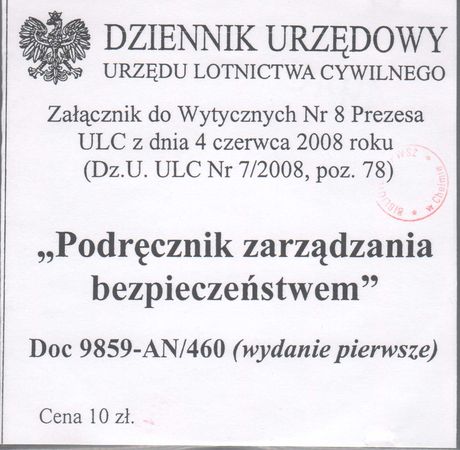 DZIENNIK URZĘDOWY
URZĘDU LOTNICTWA CYWILNEGO
Załącznik do Wytycznych Nr 8 Prezesa
ULC z dnia 4 czerwca 2008 roku
(Dz.U. ULC Nr 7/2008, poz. 78)
w Chełmie
„Podręcznik zarządzania
bezpieczeństwem”
Doc 9859-AN/460 (wydanie pierwsze)
Cena 10 zł.